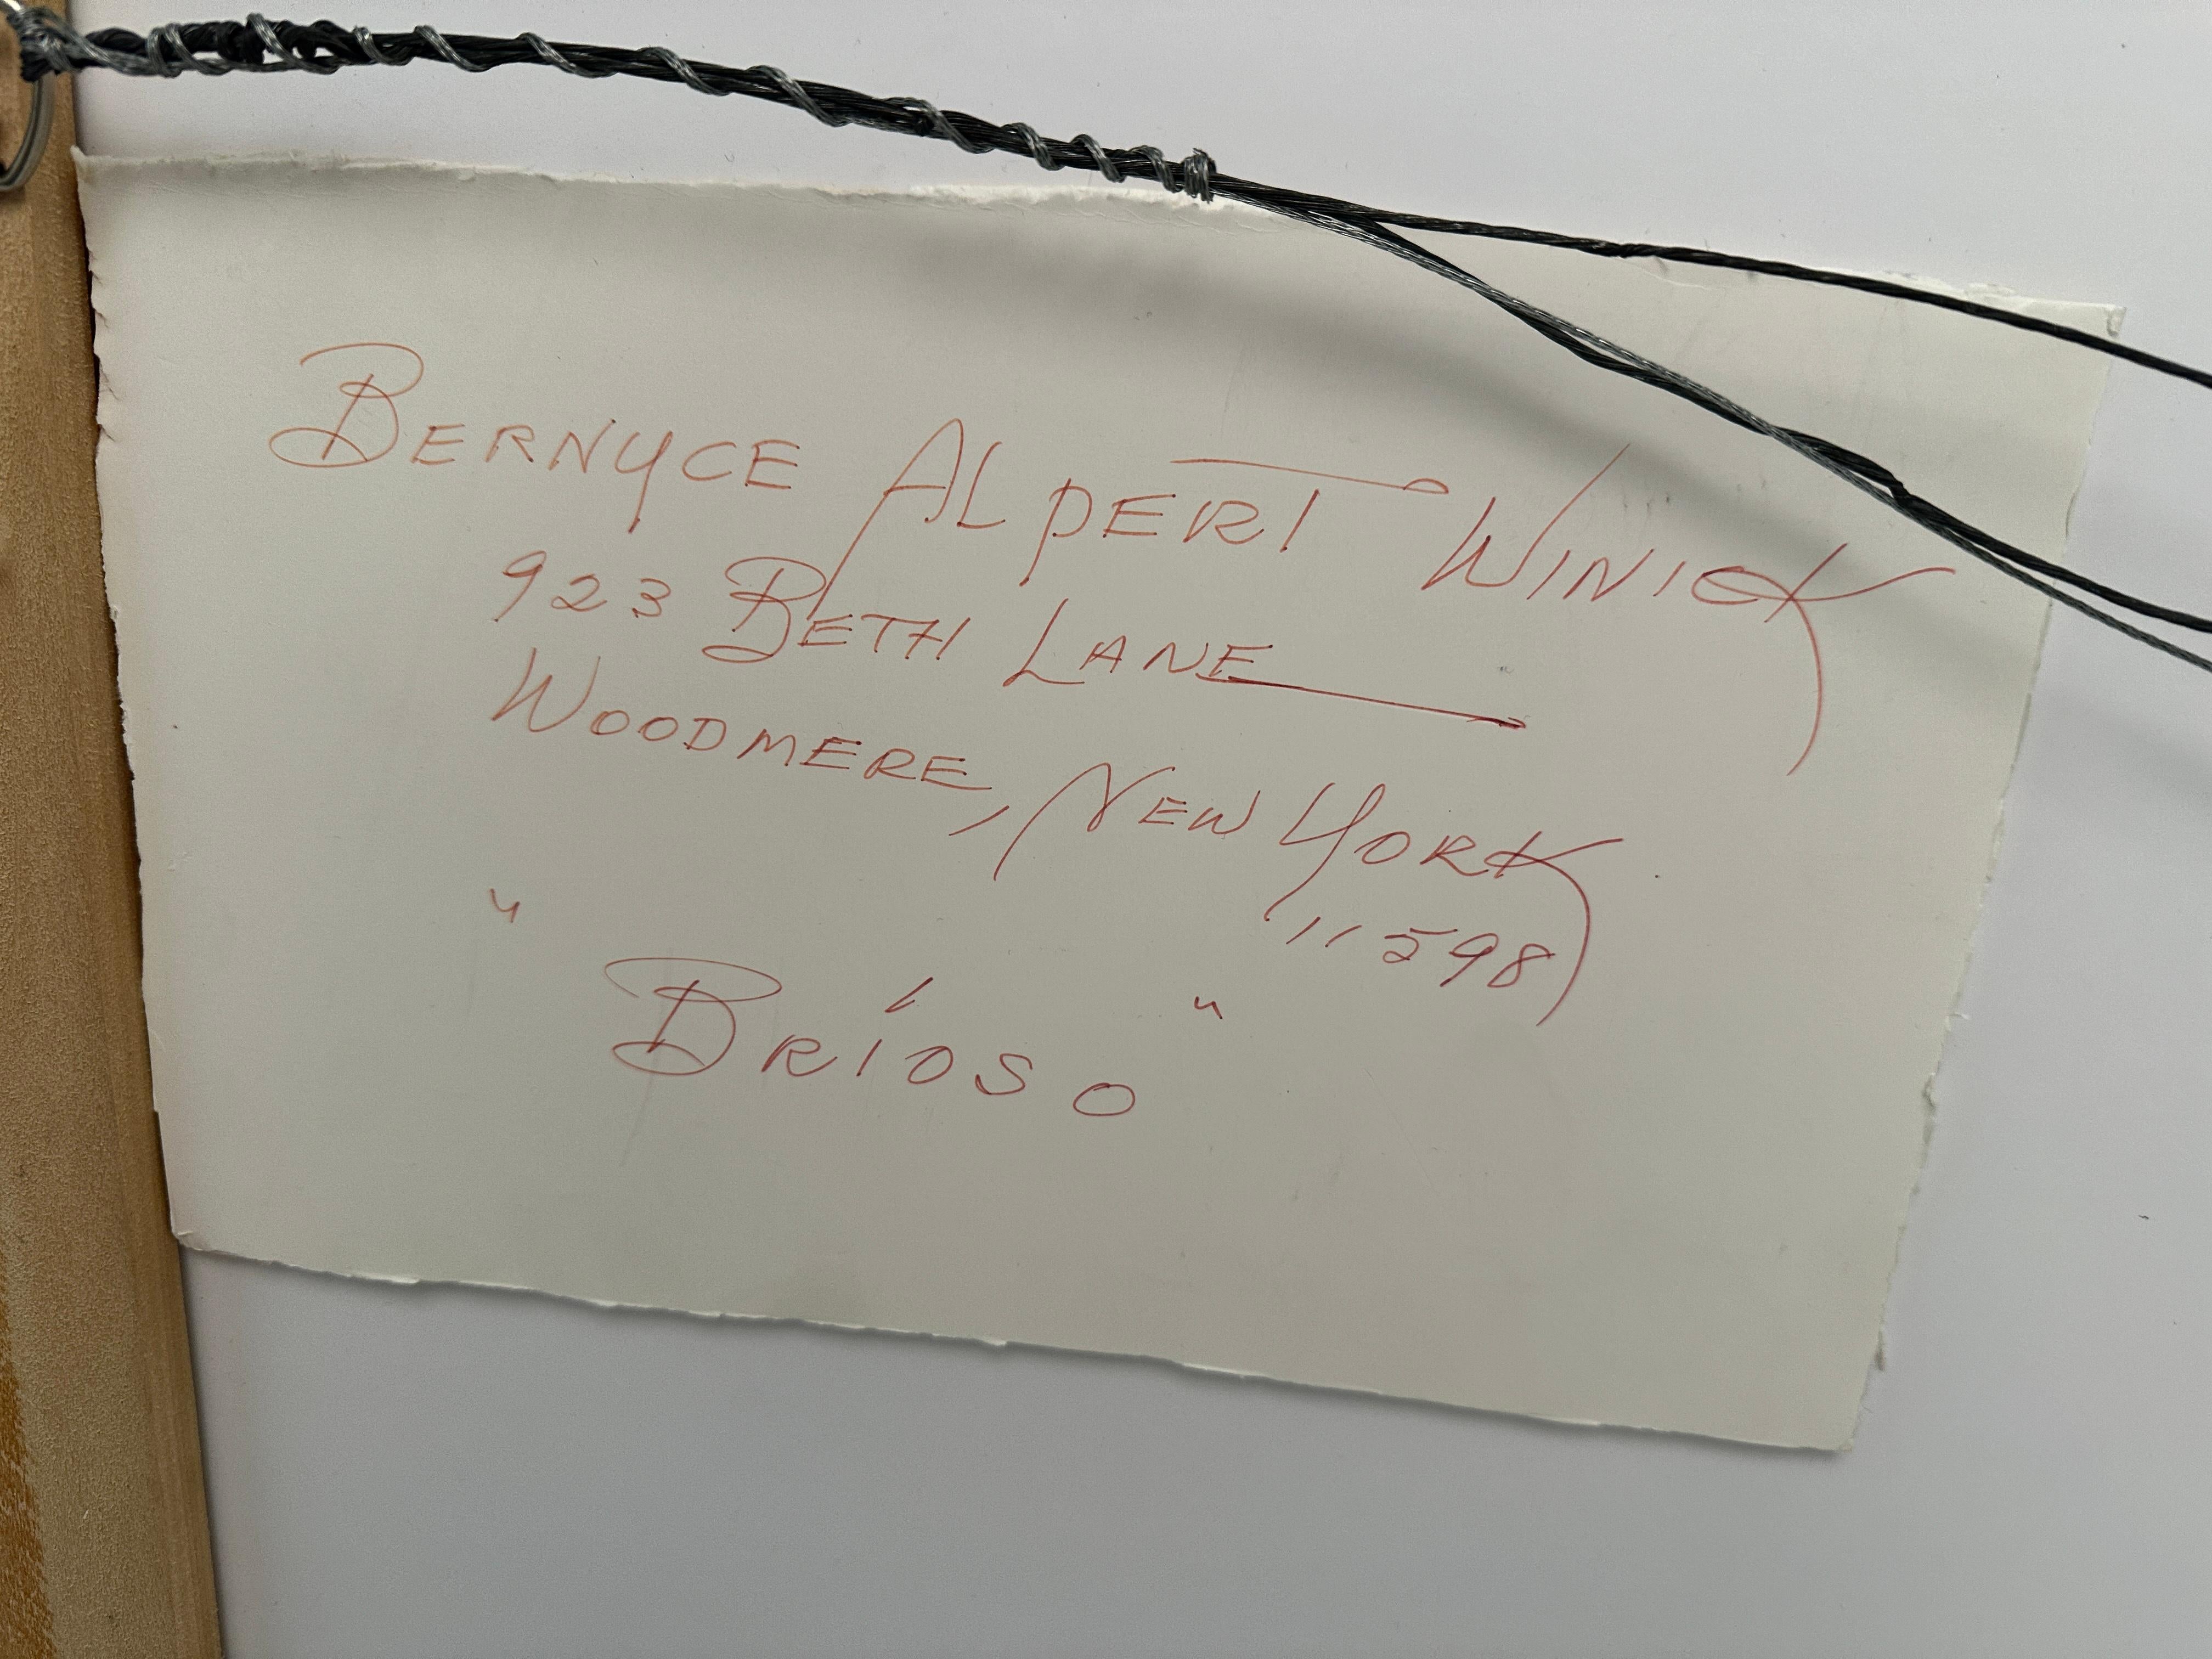 BERNYCE ALPERT WINICK
923 BETH LANE
WOODMERE, NEW YORK
11598
"BRÍOSO"